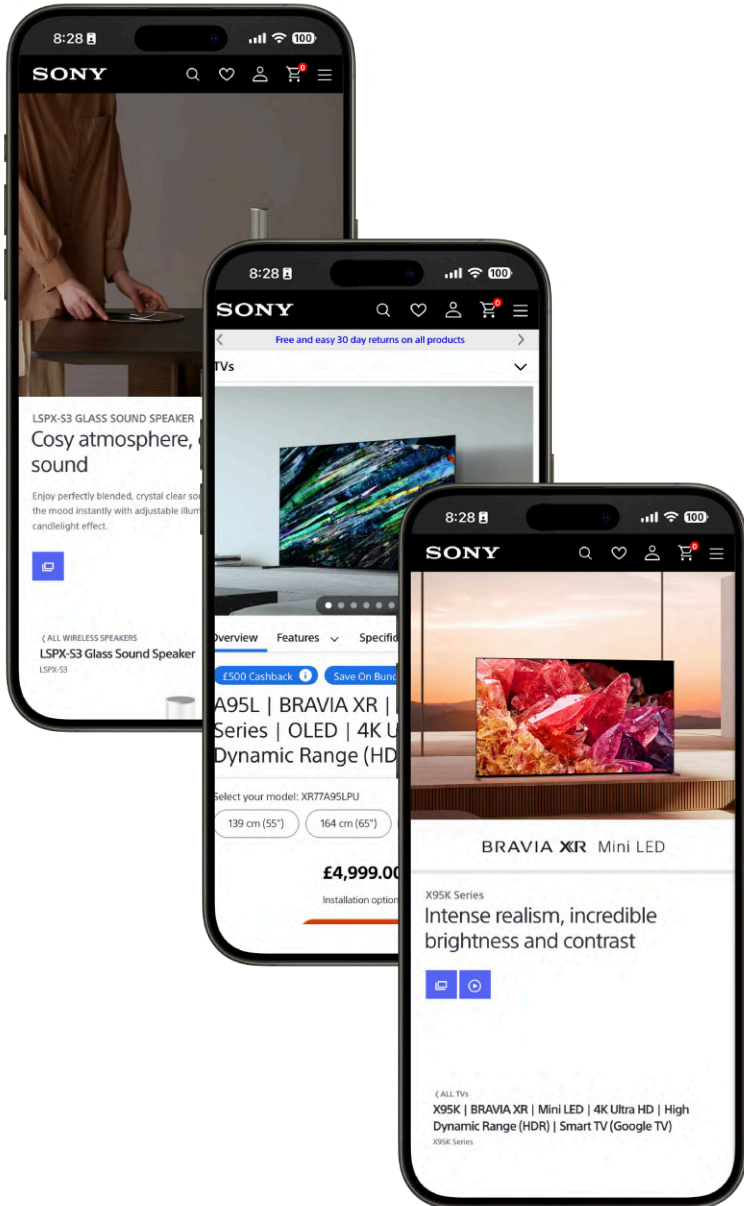 8:28
100
SONY
0
LSPX-S3 GLASS SOUND SPEAKER
Cosy atmosphere,
sound
Enjoy perfectly blended, crystal clear
the mood instantly with adjustable
candlelight effect.
ALL WIRELESS SPEAKERS
LSPX-S3 Glass Sound Speaker
LSPX-S3
8:28
100
SONY
0
Free and easy 30 day returns on all products
TVs
Overview Features
£500 Cashback i Save On
A95L | BRAVIA XR |
Series | OLED | 4K U
Dynamic Range (HD
Select your model: XR77A95LPU
139 cm (55") 164 cm (65")
£4,999.00
Installation option
8:28
100
SONY
0
BRAVIA XR Mini LED
X95K Series
Intense realism, incredible
brightness and contrast
ALL TVs
X95K | BRAVIA XR | Mini LED | 4K Ultra HD | High
Dynamic Range (HDR) | Smart TV (Google TV)
X95K Series